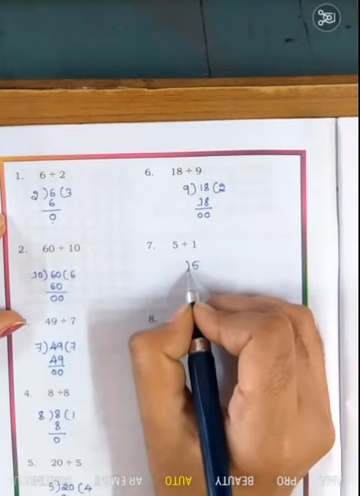 1. 6 ÷ 2
2)6(3
6
0
2. 60 ÷ 10
10)60(6
60
00
49 ÷ 7
7)49(7
49
00
4. 8 ÷8
8)8(1
8
0
5. 20 ÷ 5
5)20(4
6. 18 ÷ 9
9)18(2
18
00
7. 5 ÷ 1
)5
8.
PRO
BEAUTY
AUTO
AR EMOJI